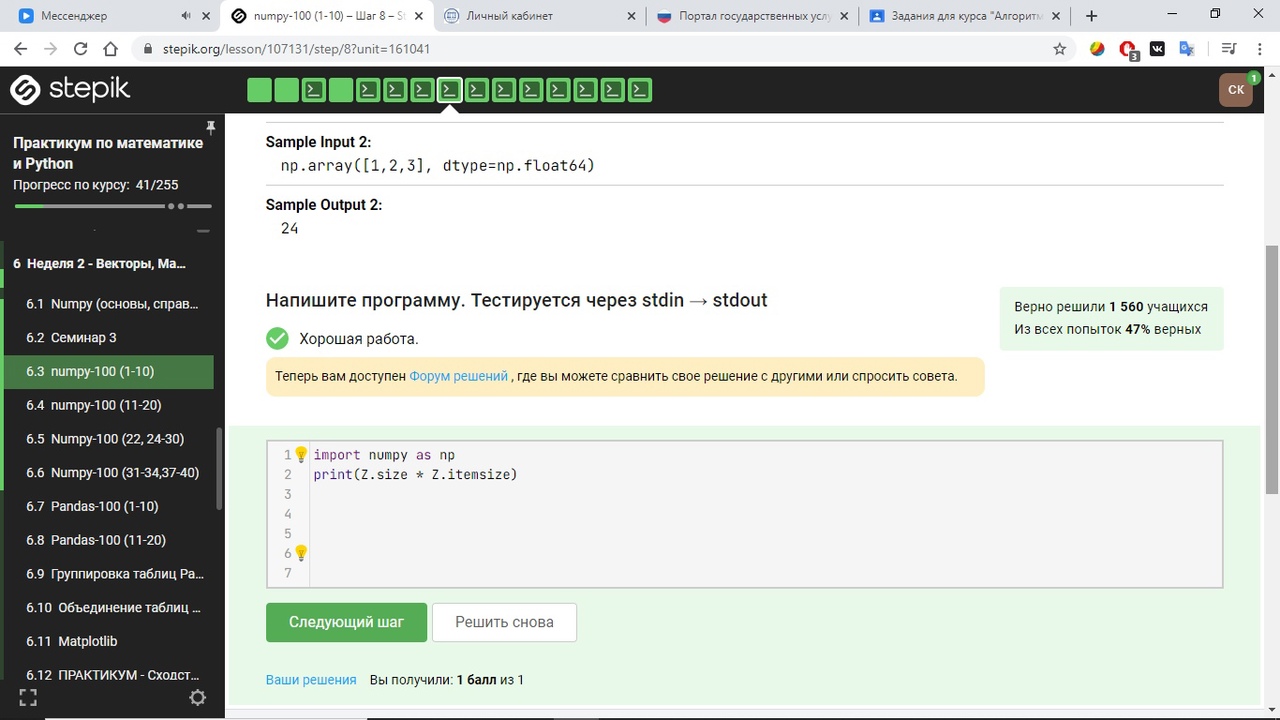 Мессенджер
numpy-100 (1-10) – Шаг 8 – St
Личный кабинет
Портал государственных услу
Задания для курса "Алгоритм
stepik.org/lesson/107131/step/8?unit=161041
3
stepik
СК
1
Практикум по математике
и Python
Прогресс по курсу: 41/255
6 Неделя 2 - Векторы, Ма...
6.1 Numpy (основы, справ...
6.2 Семинар 3
6.3 numpy-100 (1-10)
6.4 numpy-100 (11-20)
6.5 Numpy-100 (22, 24-30)
6.6 Numpy-100 (31-34,37-40)
6.7 Pandas-100 (1-10)
6.8 Pandas-100 (11-20)
6.9 Группировка таблиц Pa...
6.10 Объединение таблиц ...
6.11 Matplotlib
6.12 ПРАКТИКУМ - Сходст...
Sample Input 2:
np.array([1,2,3], dtype=np.float64)
Sample Output 2:
24
Напишите программу. Тестируется через stdin → stdout
Верно решили 1 560 учащихся
Из всех попыток 47% верных
Хорошая работа.
Теперь вам доступен Форум решений , где вы можете сравнить свое решение с другими или спросить совета.
1 import numpy as np
2 print(Z.size * Z.itemsize)
3
4
5
6
7
Следующий шаг
Решить снова
Ваши решения Вы получили: 1 балл из 1